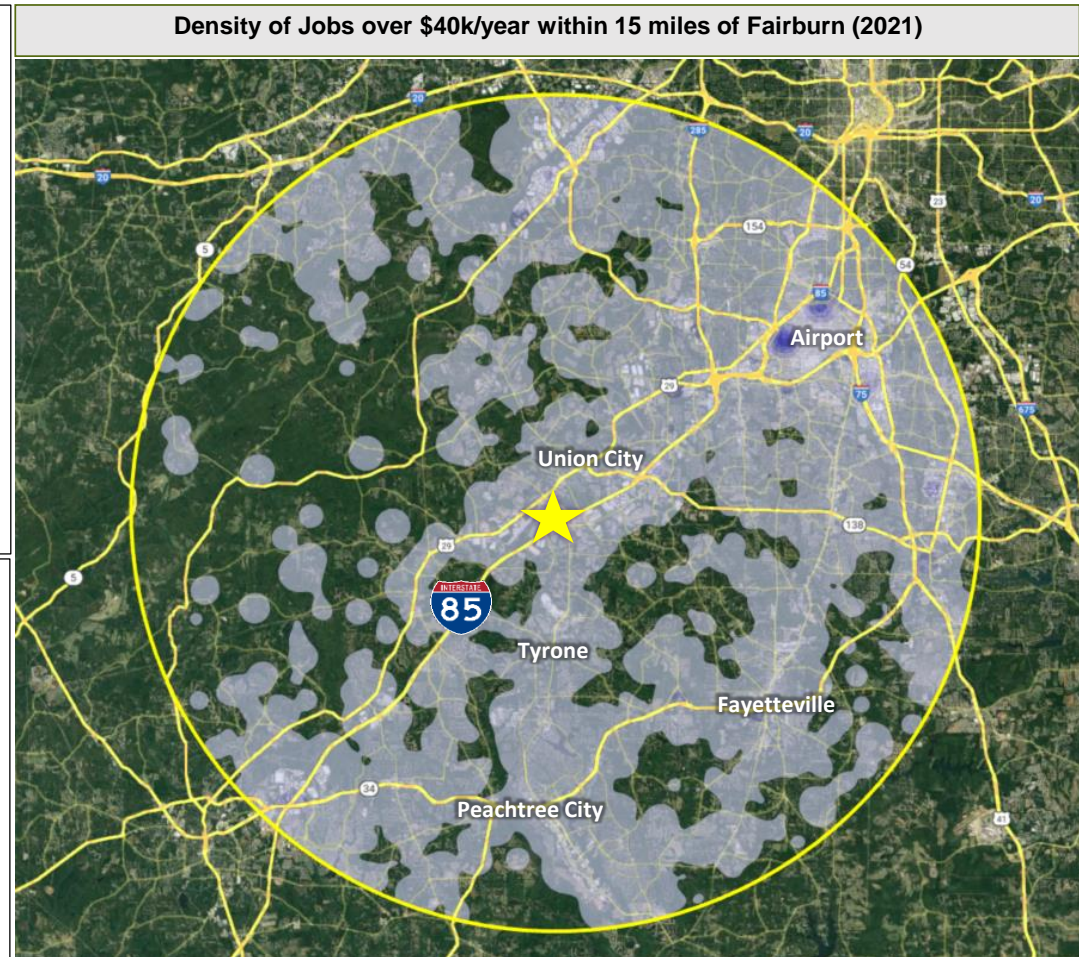 Density of Jobs over $40k/year within 15 miles of Fairburn (2021)
20
285
20
20
23
20
154
5
54
85
Airport
29
75
675
Union City
138
29
5
INTERSTATE
85
Tyrone
Fayetteville
34
Peachtree City
41